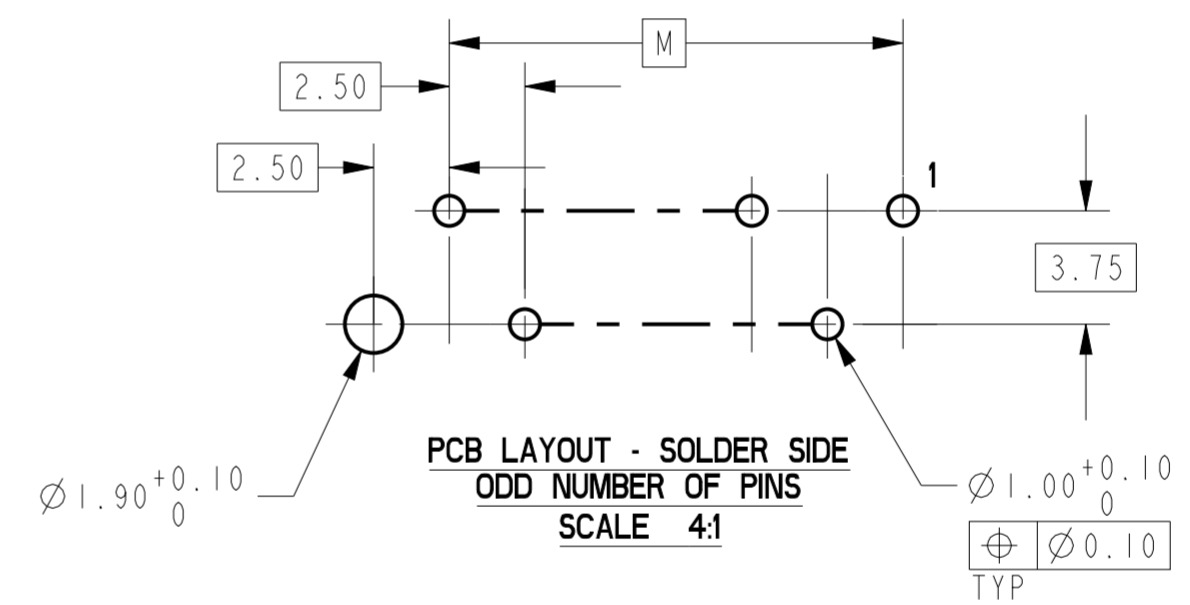 M
2.50
2.50
1
3.75
PCB LAYOUT - SOLDER SIDE
ODD NUMBER OF PINS
SCALE 4:1
Ø1.90 +0.10
0
Ø1.00 +0.10
0
⌖ Ø0.10
TYP